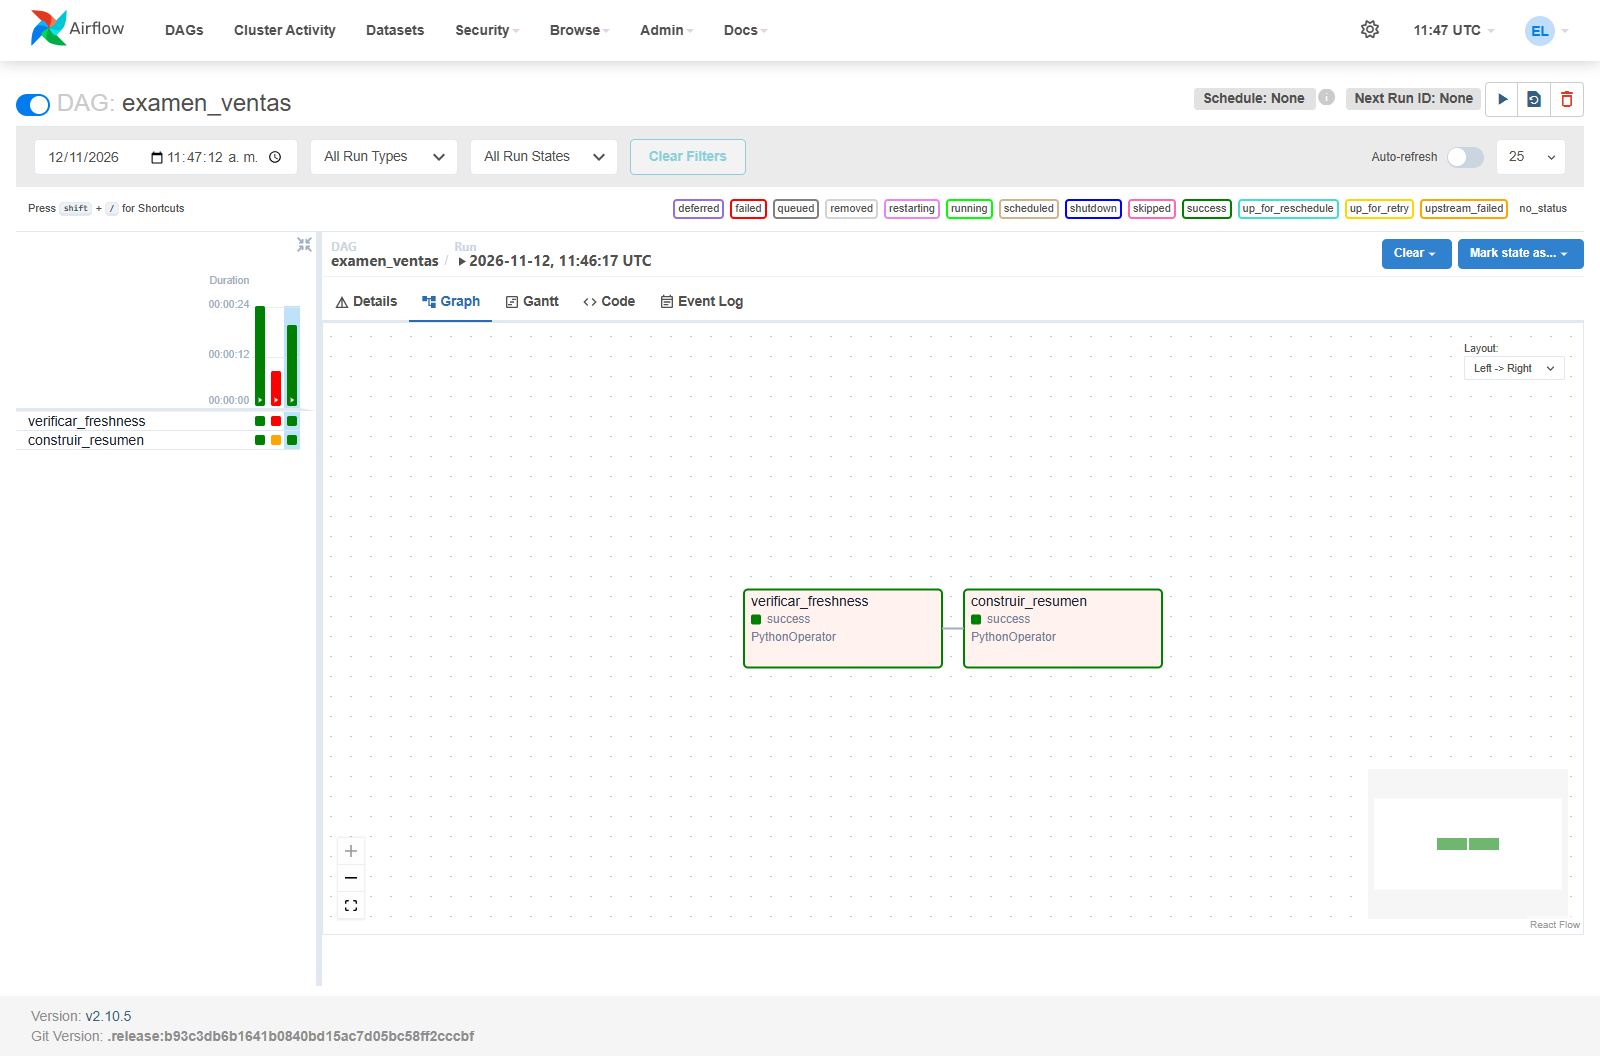 Airflow
DAGs
Cluster Activity
Datasets
Security
Browse
Admin
Docs
11:47 UTC
EL
DAG: examen_ventas
Schedule: None
Next Run ID: None
12/11/2026 11:47:12 a. m.
All Run Types
All Run States
Clear Filters
Auto-refresh
25
Press shift + / for Shortcuts
deferred
failed
queued
removed
restarting
running
scheduled
shutdown
skipped
success
up_for_reschedule
up_for_retry
upstream_failed
no_status
Duration
00:00:24
00:00:12
00:00:00
verificar_freshness
construir_resumen
DAG
examen_ventas
/
Run
2026-11-12, 11:46:17 UTC
Clear
Mark state as...
Details
Graph
Gantt
Code
Event Log
Layout:
Left -> Right
verificar_freshness
success
PythonOperator
construir_resumen
success
PythonOperator
React Flow
Version: v2.10.5
Git Version: .release:b93c3db6b1641b0840bd15ac7d05bc58ff2cccbf